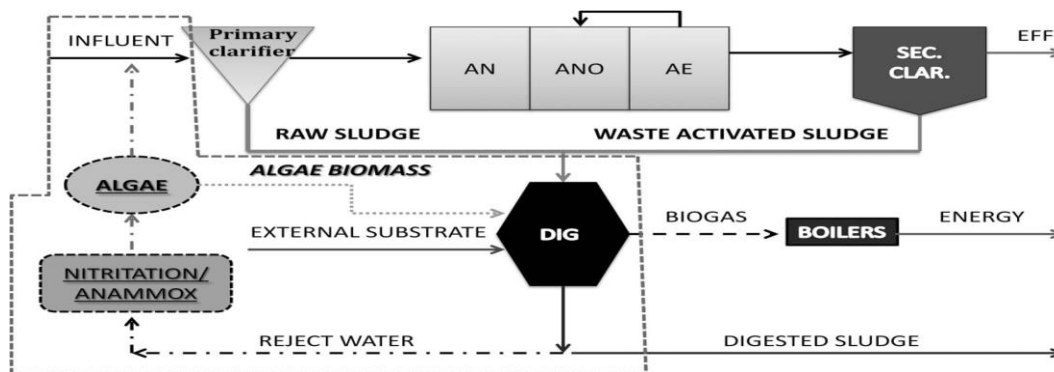 INFLUENT
Primary
clarifier
AN
ANO
AE
SEC.
CLAR.
EFF
RAW SLUDGE
WASTE ACTIVATED SLUDGE
ALGAE BIOMASS
ALGAE
EXTERNAL SUBSTRATE
DIG
BIOGAS
BOILERS
ENERGY
NITRITATION/
ANAMMOX
REJECT WATER
DIGESTED SLUDGE